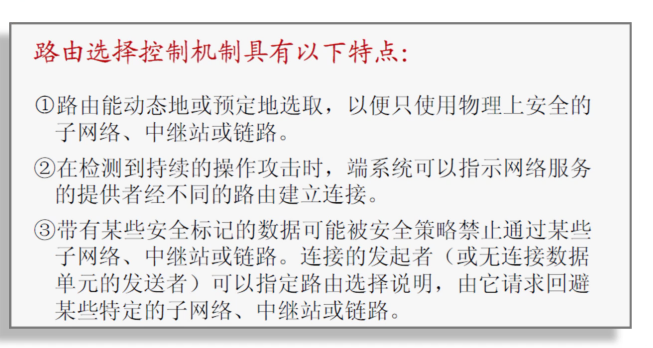 路由选择控制机制具有以下特点:
①路由能动态地或预定地选取，以便只使用物理上安全的
子网络、中继站或链路。
②在检测到持续的操作攻击时，端系统可以指示网络服务
的提供者经不同的路由建立连接。
③带有某些安全标记的数据可能被安全策略禁止通过某些
子网络、中继站或链路。连接的发起者（或无连接数据
单元的发送者）可以指定路由选择说明，由它请求回避
某些特定的子网络、中继站或链路。